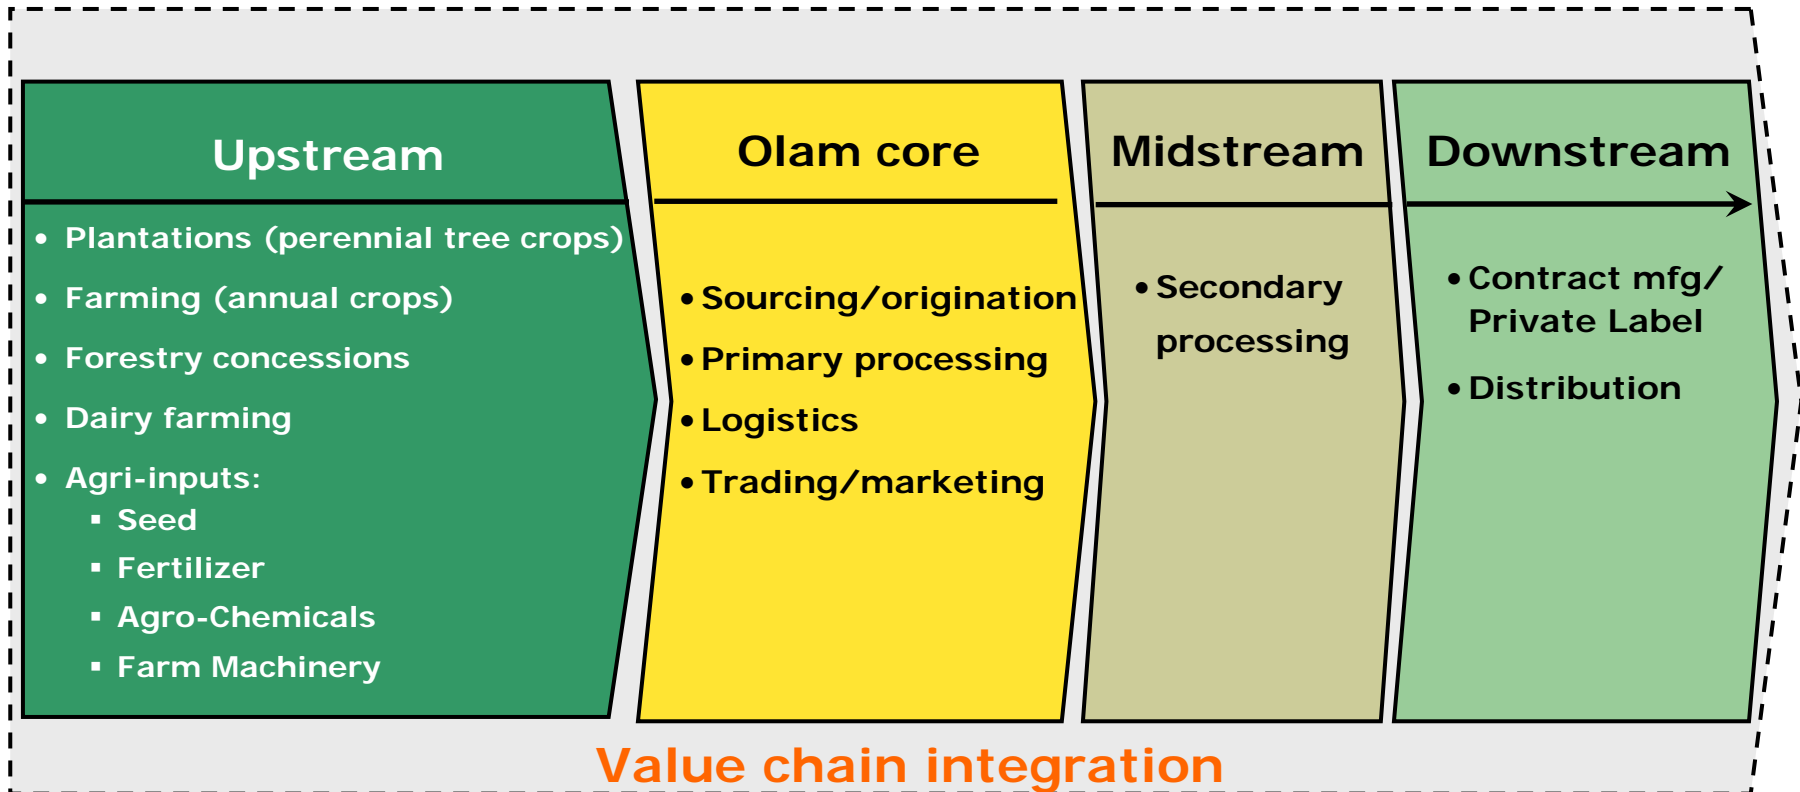 Upstream
• Plantations (perennial tree crops)
• Farming (annual crops)
• Forestry concessions
• Dairy farming
• Agri-inputs:
▪ Seed
▪ Fertilizer
▪ Agro-Chemicals
▪ Farm Machinery
Olam core
• Sourcing/origination
• Primary processing
• Logistics
• Trading/marketing
Midstream
• Secondary
processing
Downstream
• Contract mfg/
Private Label
• Distribution
Value chain integration